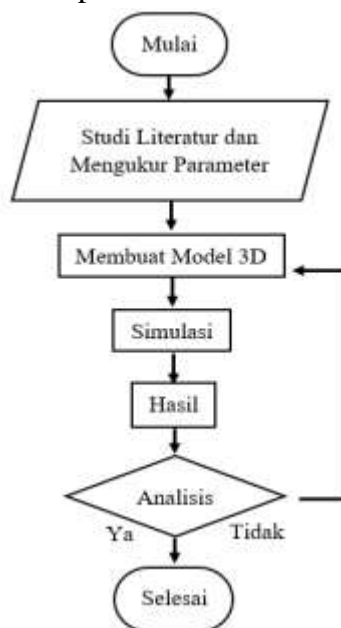 Mulai
Studi Literatur dan
Mengukur Parameter
Membuat Model 3D
Simulasi
Hasil
Analisis
Ya
Tidak
Selesai